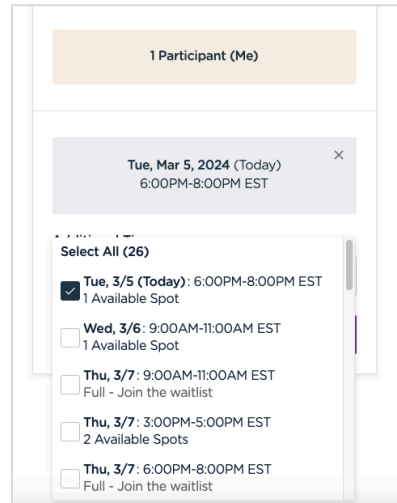 1 Participant (Me)
Tue, Mar 5, 2024 (Today)
6:00PM-8:00PM EST
Select All (26)
Tue, 3/5 (Today): 6:00PM-8:00PM EST
1 Available Spot
Wed, 3/6: 9:00AM-11:00AM EST
1 Available Spot
Thu, 3/7: 9:00AM-11:00AM EST
Full - Join the waitlist
Thu, 3/7: 3:00PM-5:00PM EST
2 Available Spots
Thu, 3/7: 6:00PM-8:00PM EST
Full - Join the waitlist